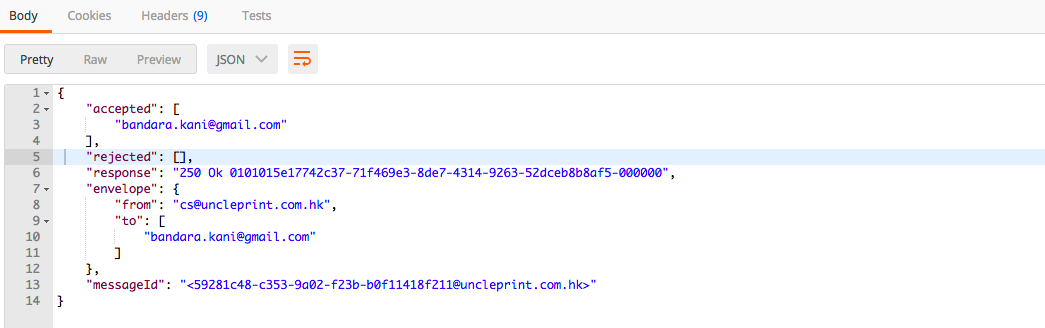 Body Cookies Headers (9) Tests
Pretty Raw Preview JSON
1 {
2 "accepted": [
3 "bandara.kani@gmail.com"
4 ],
5 "rejected": [],
6 "response": "250 Ok 0101015e17742c37-71f469e3-8de7-4314-9263-52dceb8b8af5-000000",
7 "envelope": {
8 "from": "cs@uncleprint.com.hk",
9 "to": [
10 "bandara.kani@gmail.com"
11 ]
12 },
13 "messageId": "<59281c48-c353-9a02-f23b-b0f11418f211@uncleprint.com.hk>"
14 }